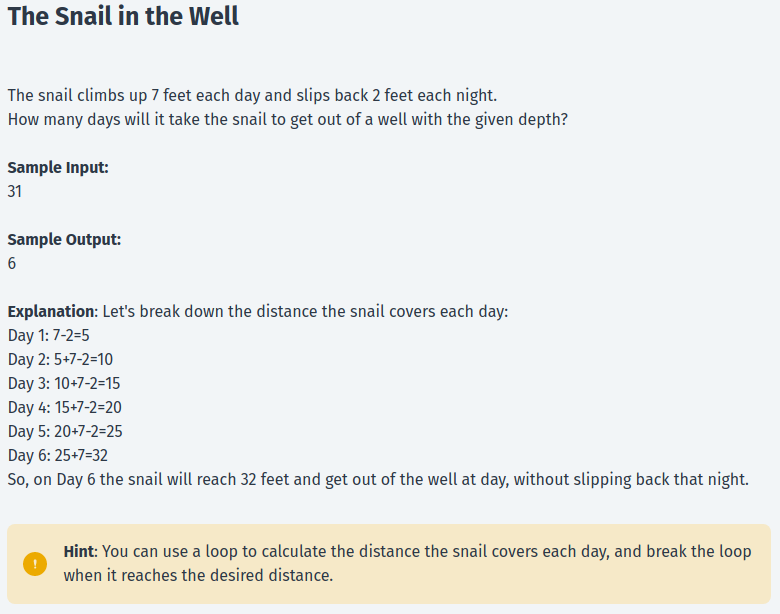 The Snail in the Well
The snail climbs up 7 feet each day and slips back 2 feet each night.
How many days will it take the snail to get out of a well with the given depth?
Sample Input:
31
Sample Output:
6
Explanation: Let's break down the distance the snail covers each day:
Day 1: 7-2=5
Day 2: 5+7-2=10
Day 3: 10+7-2=15
Day 4: 15+7-2=20
Day 5: 20+7-2=25
Day 6: 25+7=32
So, on Day 6 the snail will reach 32 feet and get out of the well at day, without slipping back that night.
! Hint: You can use a loop to calculate the distance the snail covers each day, and break the loop
when it reaches the desired distance.